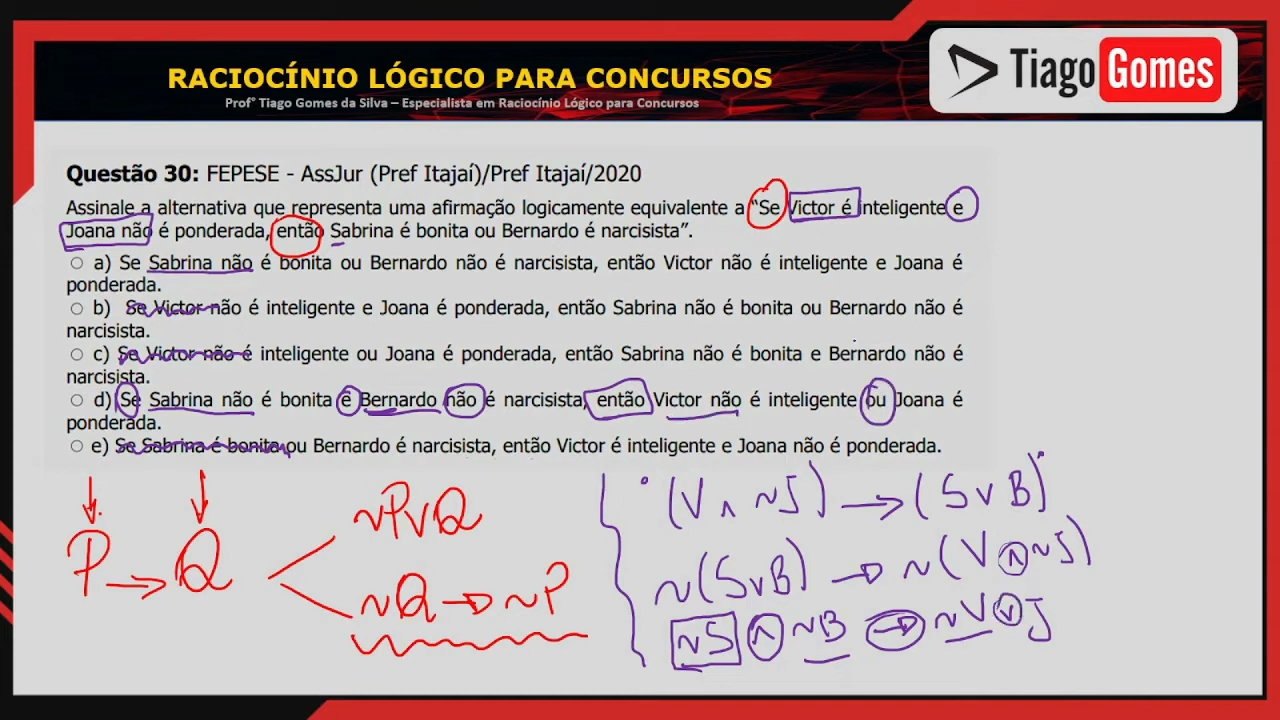 RACIOCÍNIO LÓGICO PARA CONCURSOS
Prof° Tiago Gomes da Silva – Especialista em Raciocínio Lógico para Concursos
Tiago Gomes
Questão 30: FEPESE - AssJur (Pref Itajaí)/Pref Itajaí/2020
Assinale a alternativa que representa uma afirmação logicamente equivalente a “Se Victor é inteligente e
Joana não é ponderada, então Sabrina é bonita ou Bernardo é narcisista”.
a) Se Sabrina não é bonita ou Bernardo não é narcisista, então Victor não é inteligente e Joana é
ponderada.
b) Se Victor não é inteligente e Joana é ponderada, então Sabrina não é bonita ou Bernardo não é
narcisista.
c) Se Victor não é inteligente ou Joana é ponderada, então Sabrina não é bonita e Bernardo não é
narcisista.
d) Se Sabrina não é bonita e Bernardo não é narcisista, então Victor não é inteligente ou Joana é
ponderada.
e) Se Sabrina é bonita ou Bernardo é narcisista, então Victor é inteligente e Joana não é ponderada.
P → Q
~P v Q
~Q → ~P
(V ∧ ~J) → (S v B)
~(S v B) → ~(V ∧ ~J)
~S ∧ ~B → ~V v J